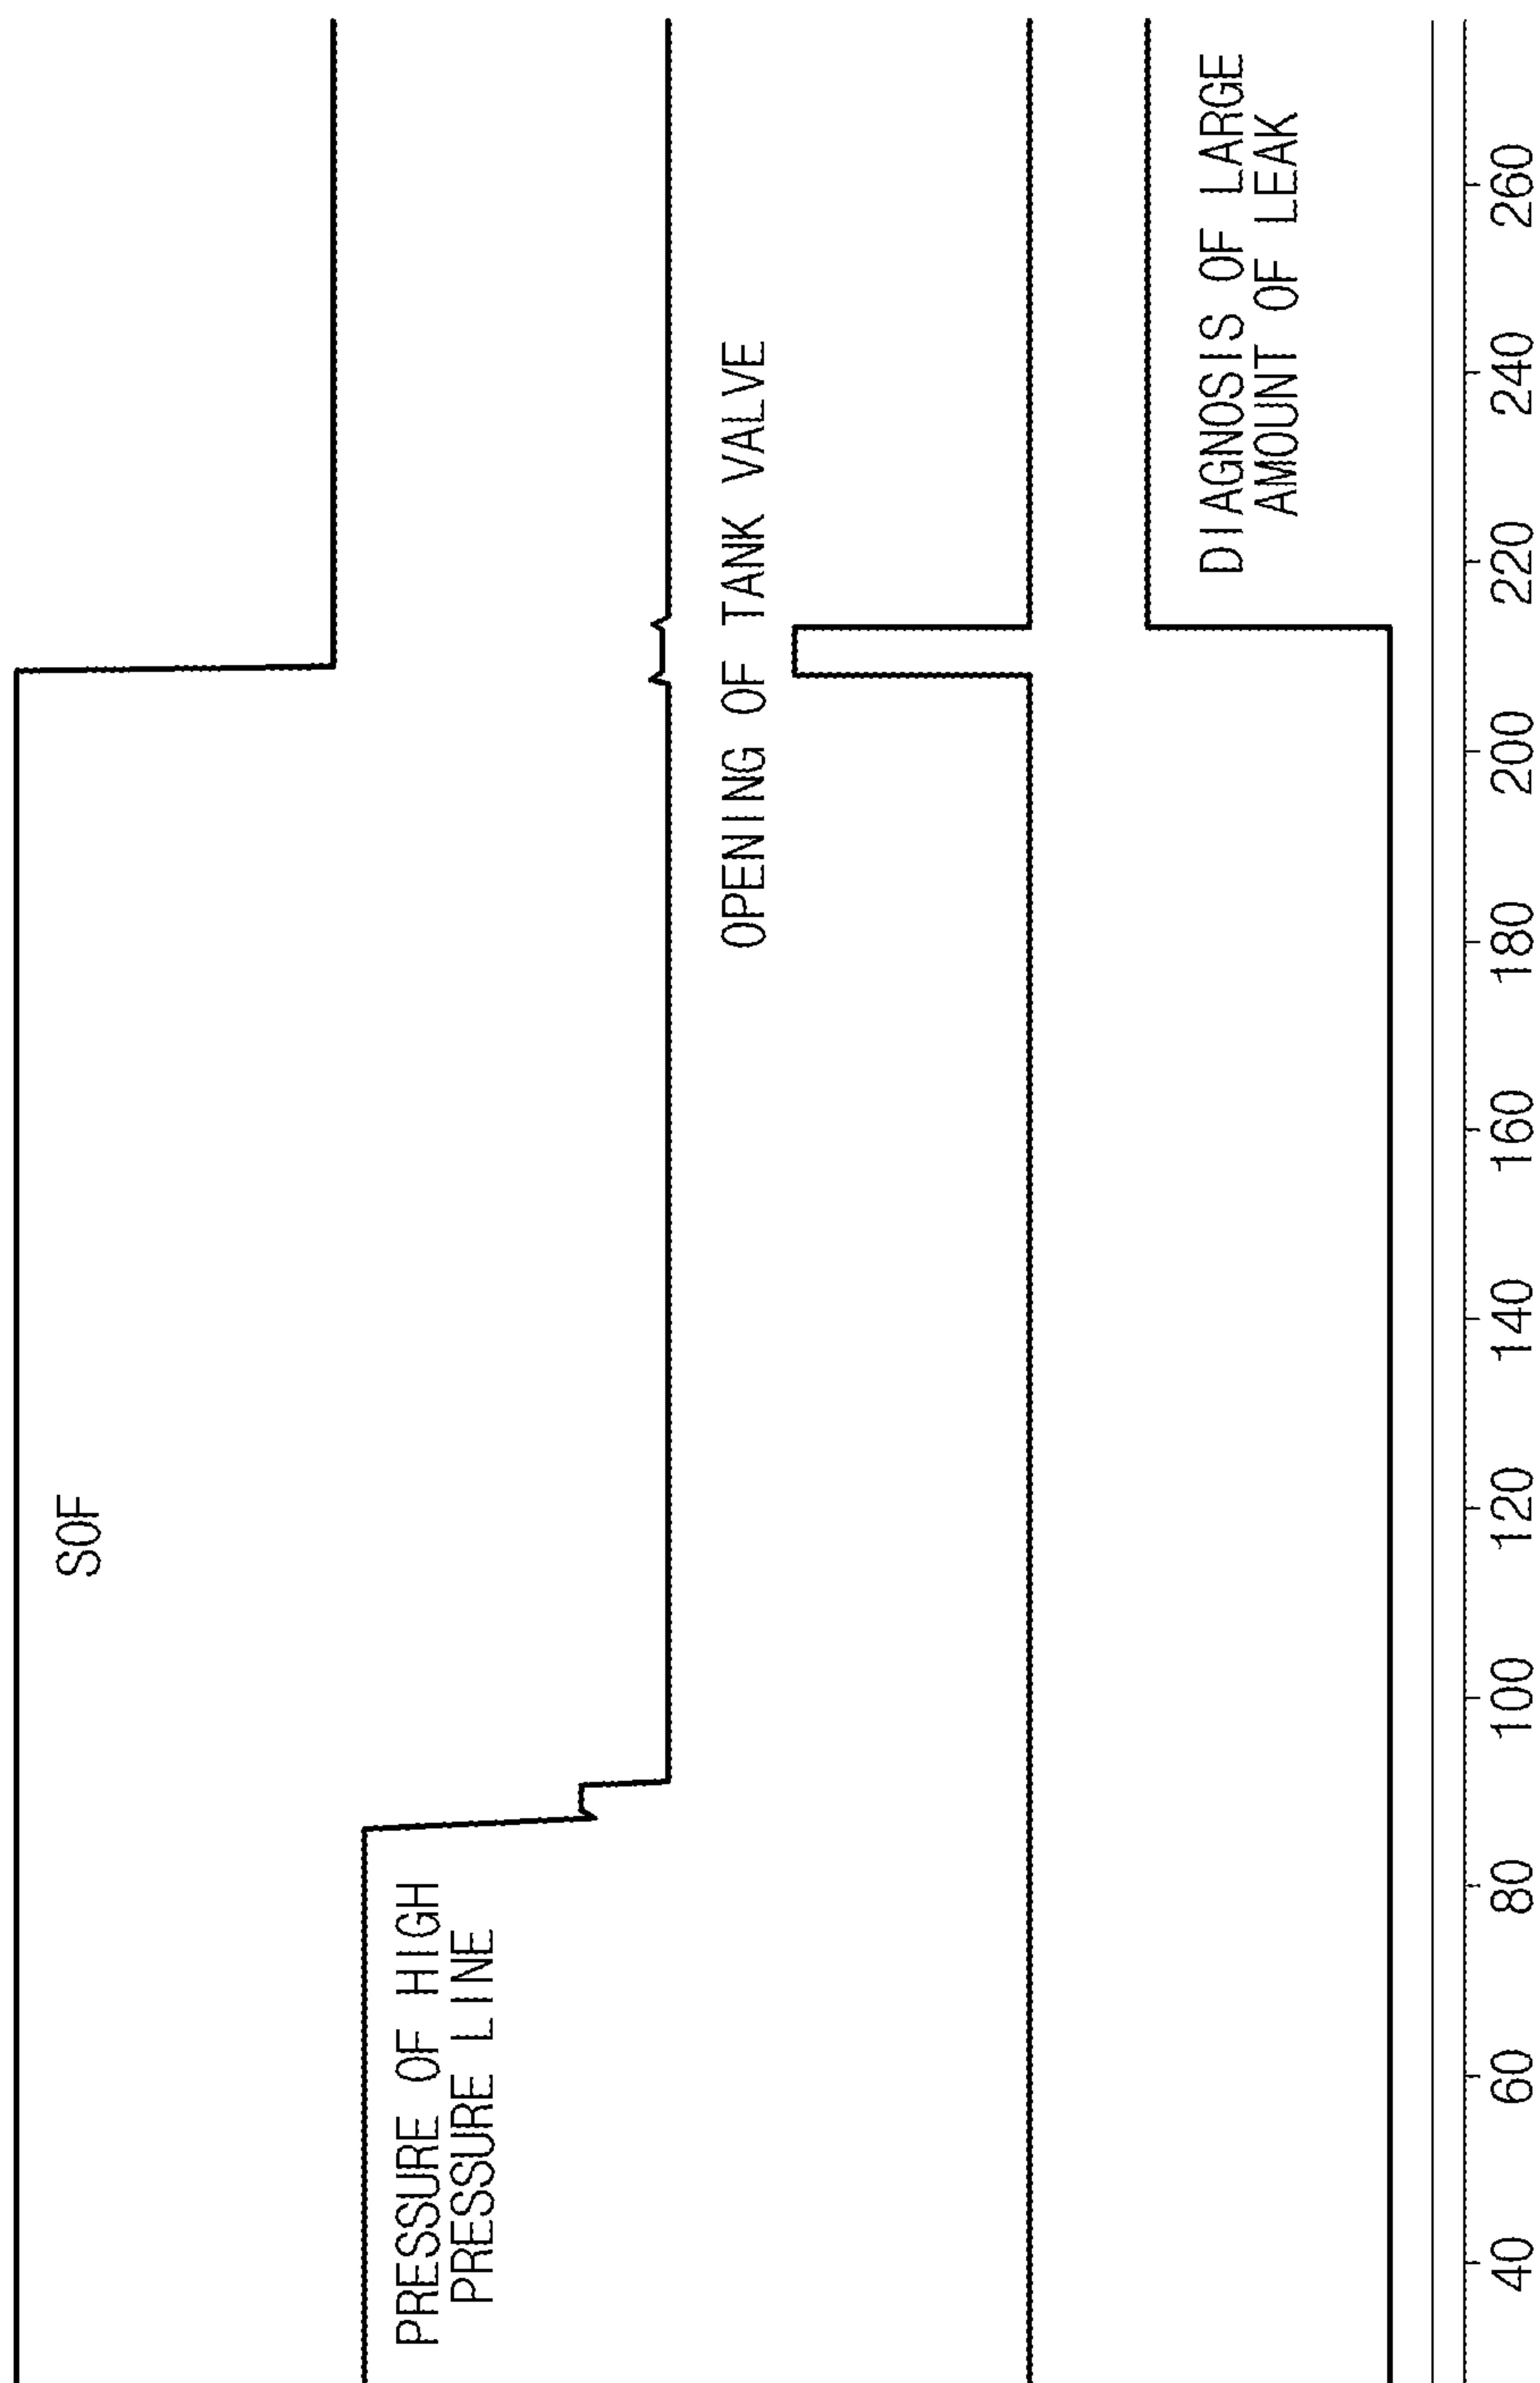 SOF
PRESSURE OF HIGH
PRESSURE LINE
OPENING OF TANK VALVE
DIAGNOSIS OF LARGE
AMOUNT OF LEAK
40 60 80 100 120 140 160 180 200 220 240 260